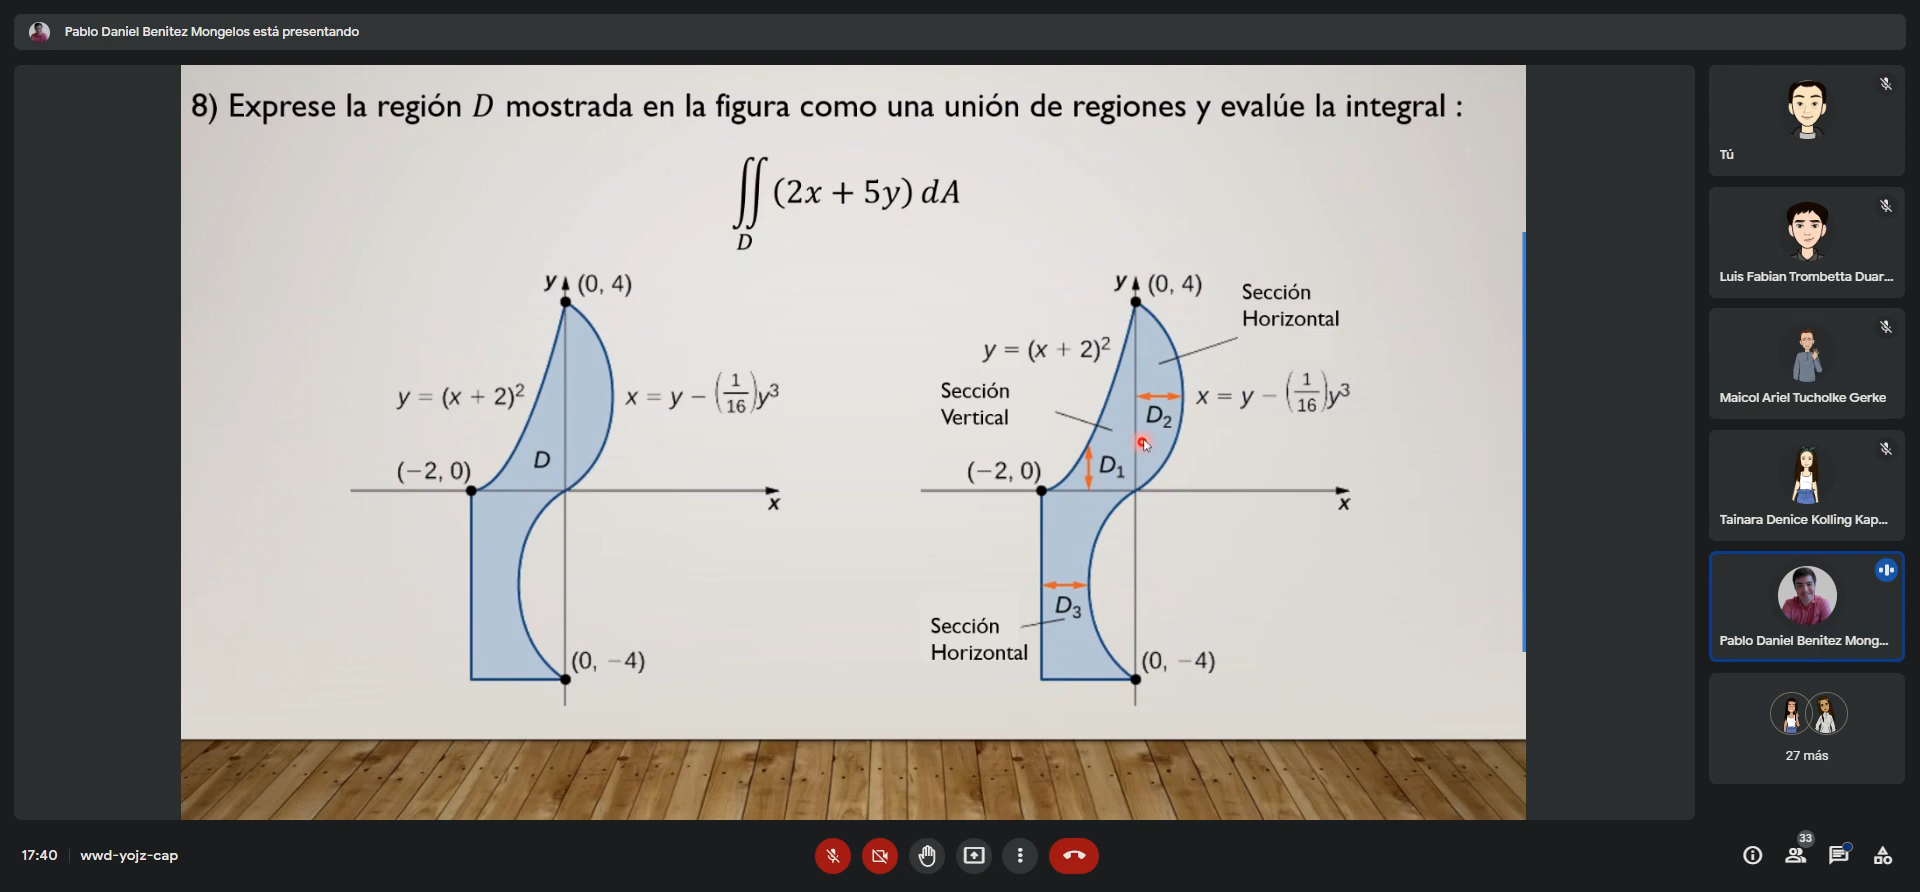 Pablo Daniel Benitez Mongelos está presentando
8) Exprese la región D mostrada en la figura como una unión de regiones y evalúe la integral :
∬(2x + 5y) dA
D
y (0, 4)
y = (x + 2)²
x = y − (1/16)y³
(−2, 0)
D
x
(0, −4)
y (0, 4)
Sección
Horizontal
y = (x + 2)²
Sección
Vertical
x = y − (1/16)y³
D₂
(−2, 0)
D₁
x
D₃
Sección
Horizontal
(0, −4)
Tú
Luis Fabian Trombetta Duar...
Maicol Ariel Tucholke Gerke
Tainara Denice Kolling Kap...
Pablo Daniel Benitez Mong...
27 más
17:40 | wwd-yojz-cap
33